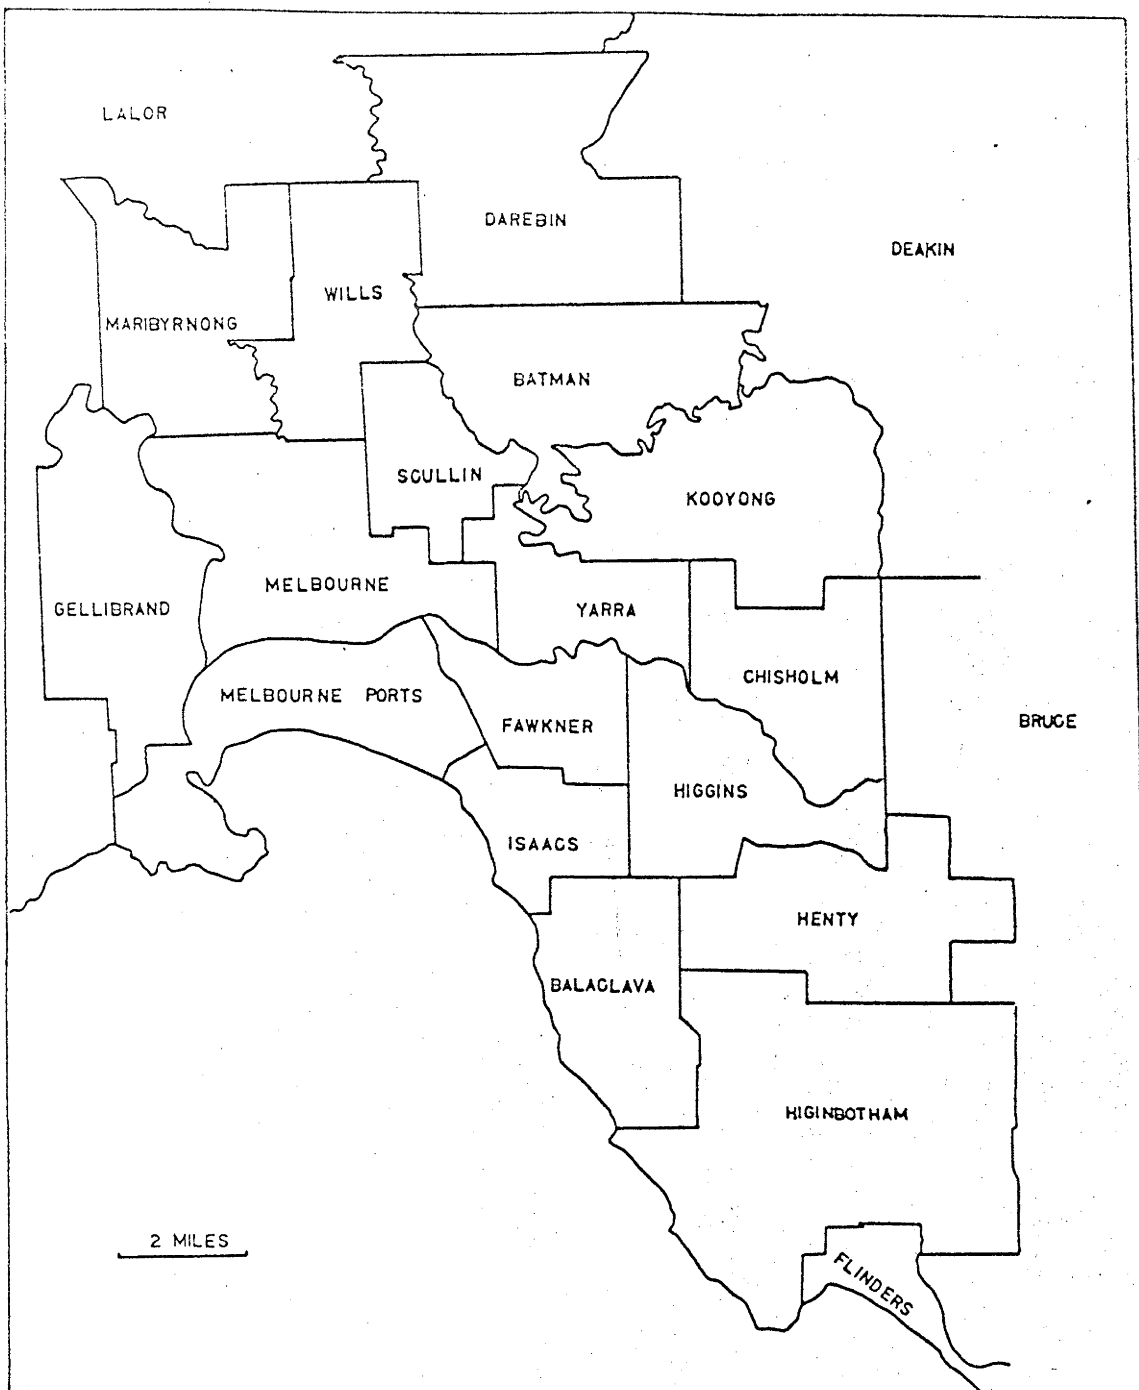 LALOR
DAREBIN
DEAKIN
WILLS
MARIBYRNONG
BATMAN
SCULLIN
KOOYONG
MELBOURNE
GELLIBRAND
YARRA
CHISHOLM
MELBOURNE PORTS
FAWKNER
BRUCE
HIGGINS
ISAACS
HENTY
BALACLAVA
HIGINBOTHAM
2 MILES
FLINDERS